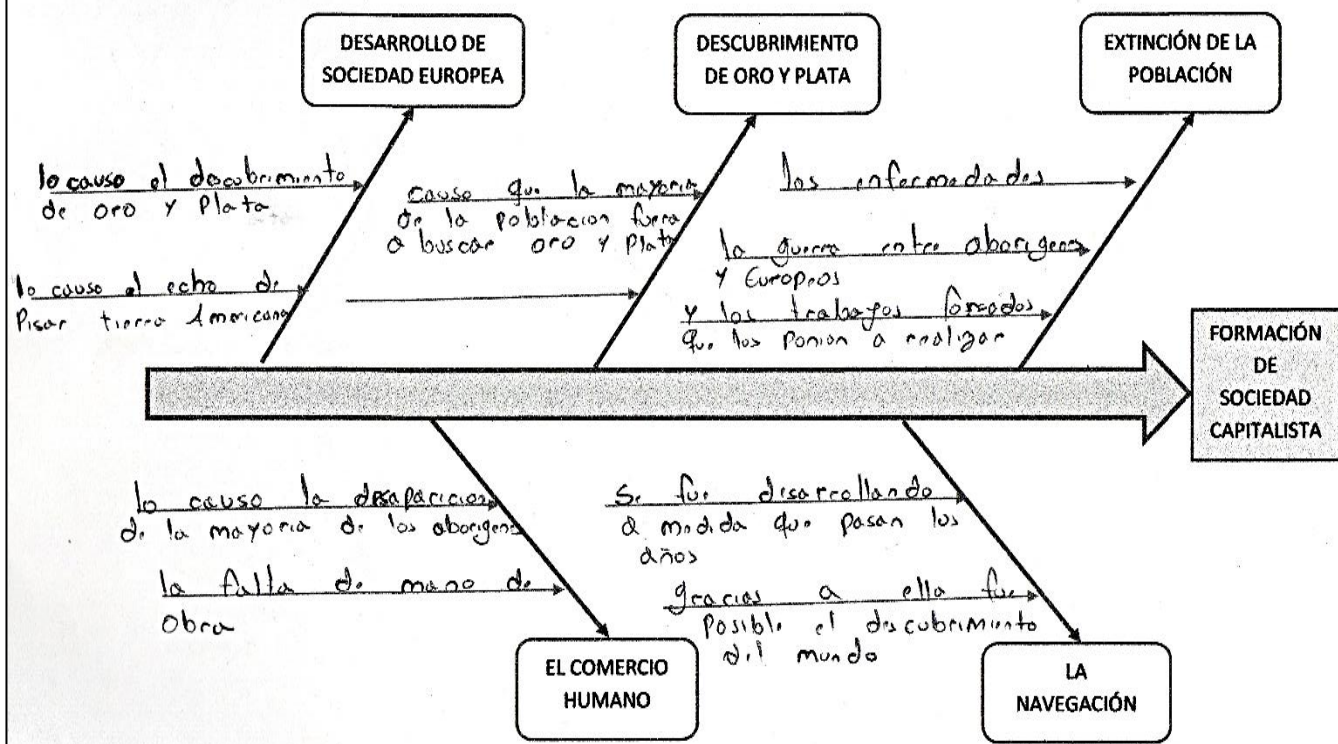 DESARROLLO DE
SOCIEDAD EUROPEA
DESCUBRIMIENTO
DE ORO Y PLATA
EXTINCIÓN DE LA
POBLACIÓN
lo causo el descubrimiento
de oro y Plata
lo causo el echo de
Pisar tierra Americana
causo que la mayoria
de la poblacion fuera
a buscar oro y Plata
las enfermedades
la guerra entre aborigenes
y Europeos
y los trabajos forzados
que los ponian a realizar
FORMACIÓN
DE
SOCIEDAD
CAPITALISTA
lo causo la desaparicion
de la mayoria de los aborigenes
la falta de mano de
obra
Se fue disarrollando
a medida que pasan los
años
gracias a ella fue
posible el descubrimiento
del mundo
EL COMERCIO
HUMANO
LA
NAVEGACIÓN